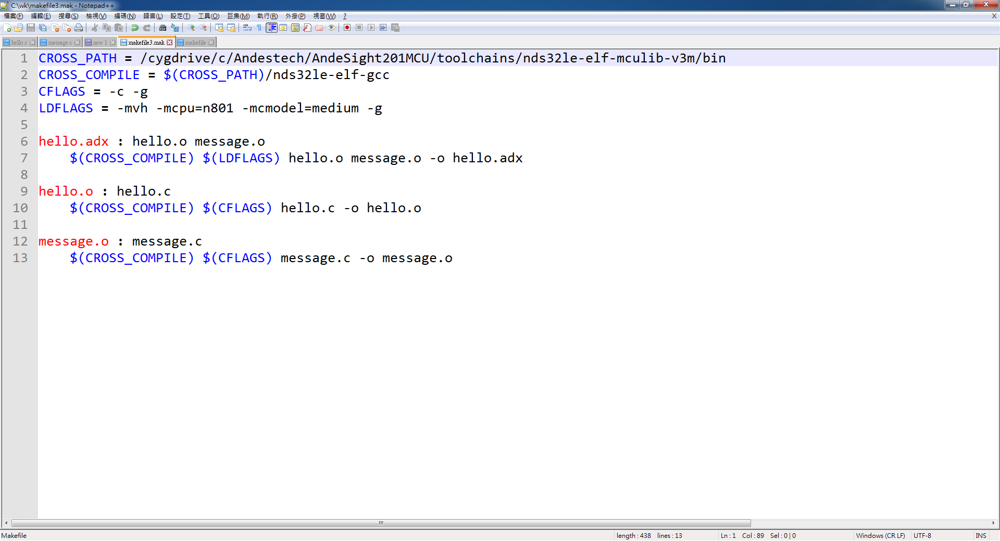 C:\wk\makefile3.mak - Notepad++
檔案(F) 編輯(E) 搜尋(S) 檢視(V) 編碼(N) 語言(L) 設定(T) 工具(O) 巨集(M) 執行(R) 外掛(P) 視窗(W) ? X
hello.c message.c new 1 makefile3.mak makefile
1 CROSS_PATH = /cygdrive/c/Andestech/AndeSight201MCU/toolchains/nds32le-elf-mculib-v3m/bin
2 CROSS_COMPILE = $(CROSS_PATH)/nds32le-elf-gcc
3 CFLAGS = -c -g
4 LDFLAGS = -mvh -mcpu=n801 -mcmodel=medium -g
5
6 hello.adx : hello.o message.o
7 $(CROSS_COMPILE) $(LDFLAGS) hello.o message.o -o hello.adx
8
9 hello.o : hello.c
10 $(CROSS_COMPILE) $(CFLAGS) hello.c -o hello.o
11
12 message.o : message.c
13 $(CROSS_COMPILE) $(CFLAGS) message.c -o message.o
Makefile length : 438 lines : 13 Ln : 1 Col : 89 Sel : 0 | 0 Windows (CR LF) UTF-8 INS